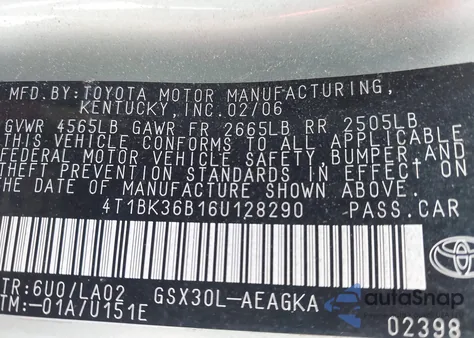 MFD.BY:TOYOTA MOTOR MANUFACTURING,
KENTUCKY,INC.02/06
GVWR 4565LB GAWR FR 2665LB RR 2505LB
THIS VEHICLE CONFORMS TO ALL APPLICABLE
FEDERAL MOTOR VEHICLE SAFETY,BUMPER,AND
THEFT PREVENTION STANDARDS IN EFFECT ON
THE DATE OF MANUFACTURE SHOWN ABOVE.
4T1BK36B16U128290 PASS.CAR
TR:6U0/LA02 GSX30L-AEAGKA
TM:-01A/U151E
TOYOTA
autaSnap
02398